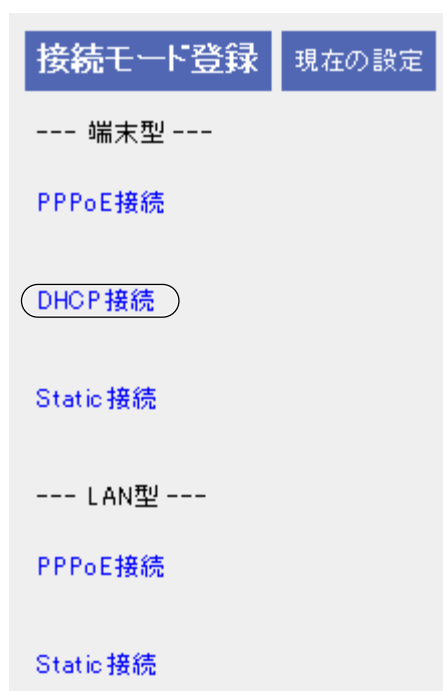 接続モード登録 現在の設定
--- 端末型 ---
PPPoE接続
DHCP接続
Static接続
--- LAN型 ---
PPPoE接続
Static接続